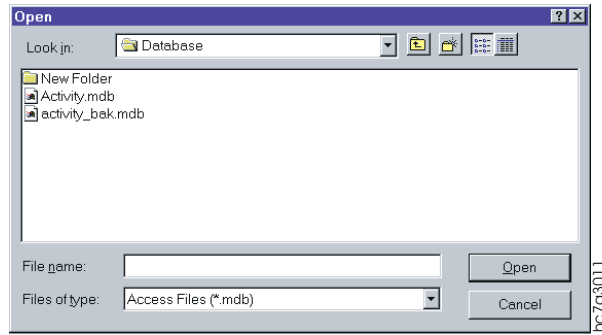 Open
Look in:
Database
New Folder
Activity.mdb
activity_bak.mdb
File name:
Open
Files of type:
Access Files (*.mdb)
Cancel
hc7q3011